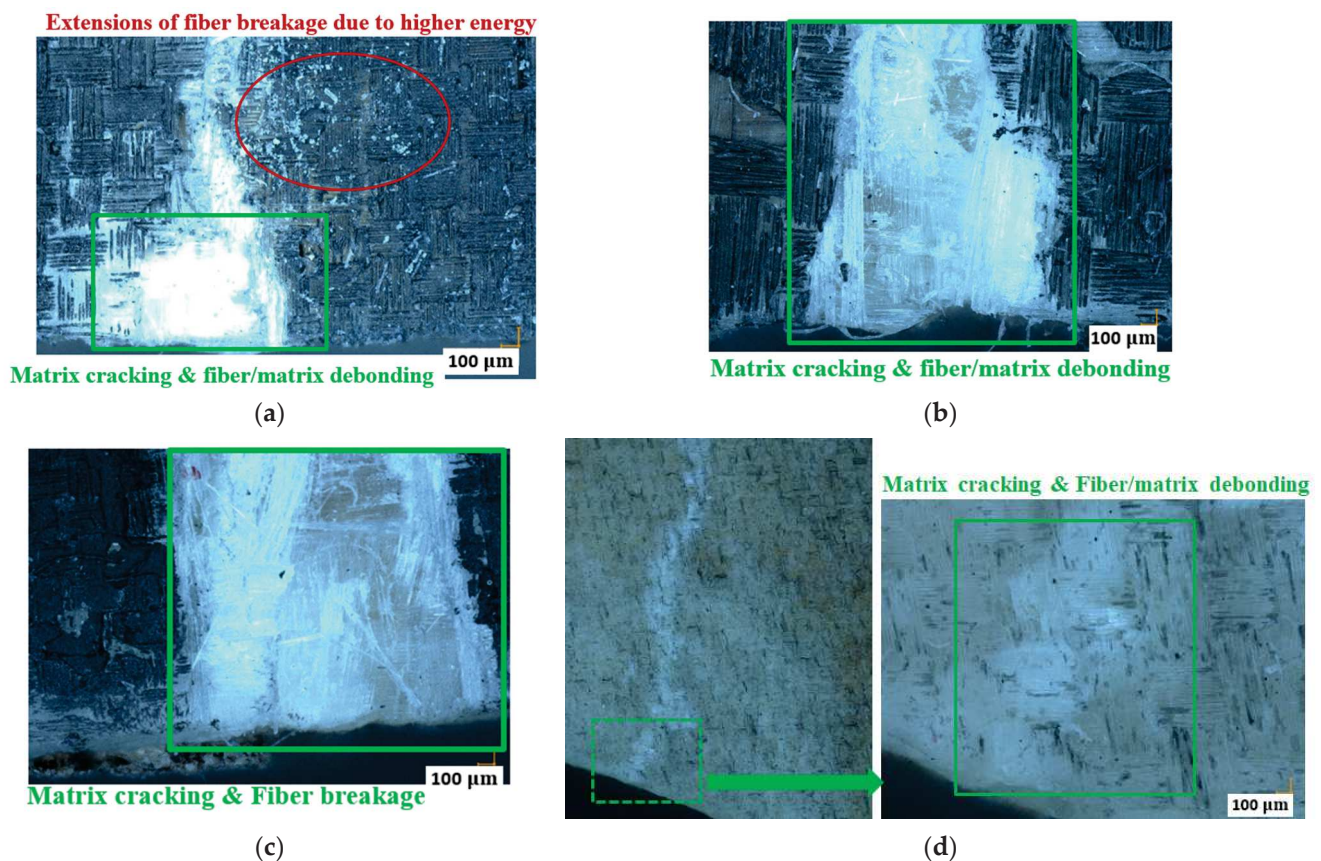 Extensions of fiber breakage due to higher energy
100 µm
Matrix cracking & fiber/matrix debonding
(a)
100 µm
Matrix cracking & fiber/matrix debonding
(b)
100 µm
Matrix cracking & Fiber breakage
(c)
Matrix cracking & Fiber/matrix debonding
100 µm
(d)